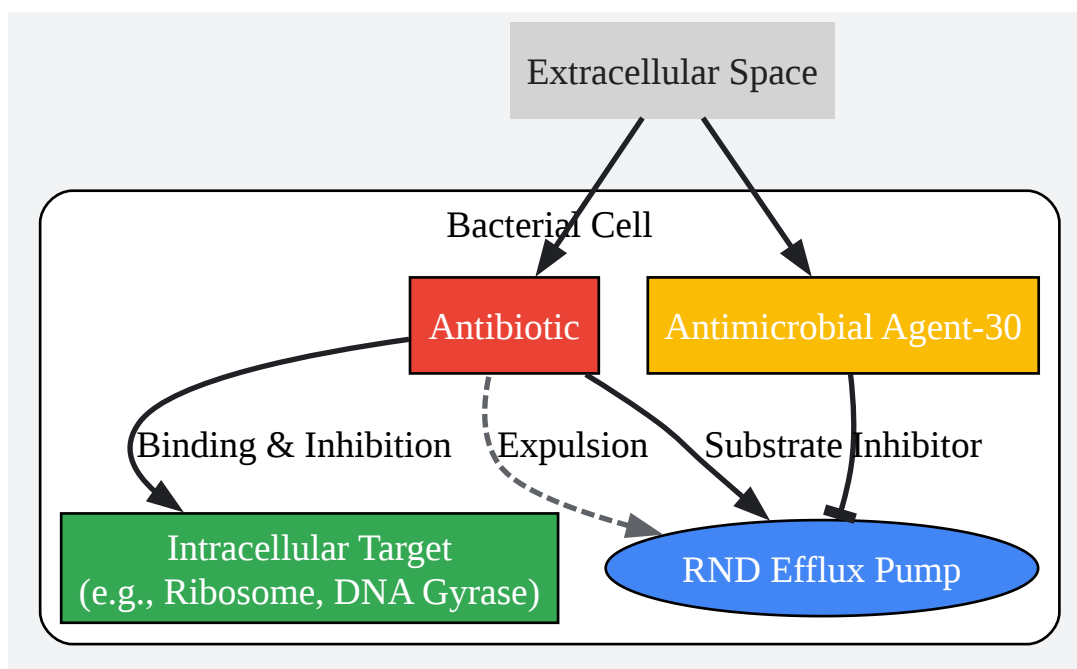 Extracellular Space
Bacterial Cell
Antibiotic
Antimicrobial Agent-30
Binding & Inhibition
Expulsion
Substrate
Inhibitor
Intracellular Target
(e.g., Ribosome, DNA Gyrase)
RND Efflux Pump